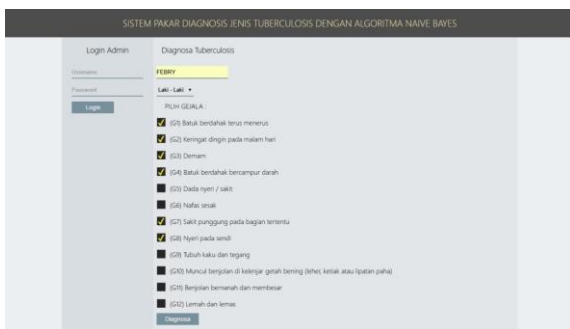 SISTEM PAKAR DIAGNOSIS JENIS TUBERCULOSIS DENGAN ALGORITMA NAIVE BAYES
Login Admin
Username
Password
Login
Diagnosa Tuberculosis
FEBRY
Laki - Laki
PILIH GEJALA :
(G1) Batuk berdahak terus menerus
(G2) Keringat dingin pada malam hari
(G3) Demam
(G4) Batuk berdahak bercampur darah
(G5) Dada nyeri / sakit
(G6) Nafas sesak
(G7) Sakit punggung pada bagian tertentu
(G8) Nyeri pada sendi
(G9) Tubuh kaku dan tegang
(G10) Muncul benjolan di kelenjar getah bening (leher, ketiak atau lipatan paha)
(G11) Benjolan bernanah dan membesar
(G12) Lemah dan lemas
Diagnosa